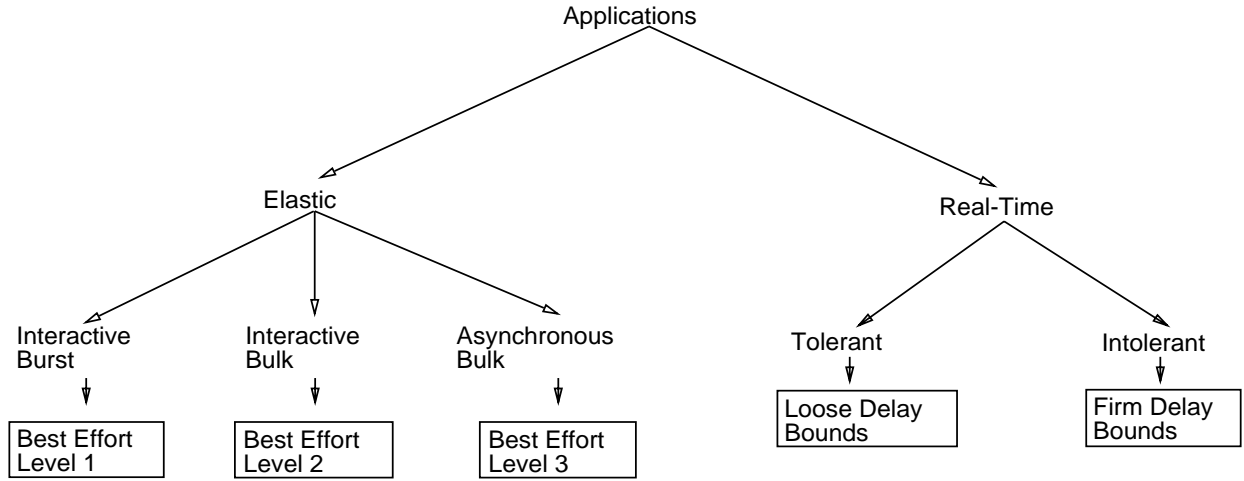 Applications
Elastic
Real-Time
Interactive
Burst
Interactive
Bulk
Asynchronous
Bulk
Tolerant
Intolerant
Best Effort
Level 1
Best Effort
Level 2
Best Effort
Level 3
Loose Delay
Bounds
Firm Delay
Bounds